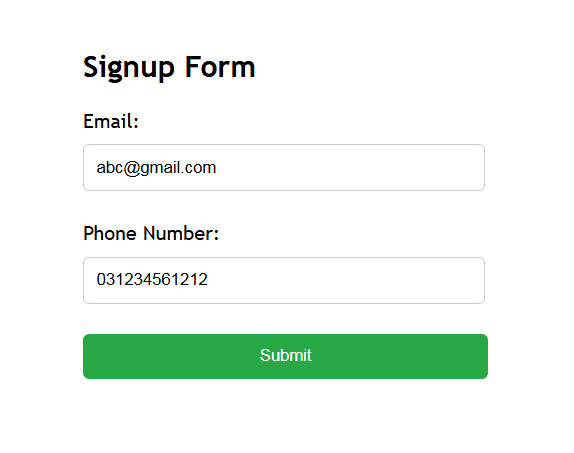 Signup Form
Email:
abc@gmail.com
Phone Number:
031234561212
Submit